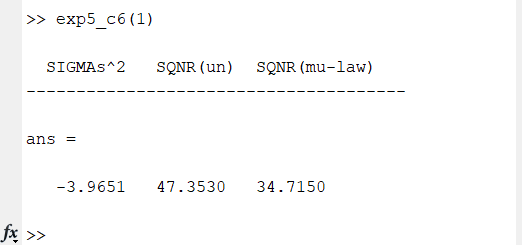 >> exp5_c6(1)
SIGMAs^2 SQNR(un) SQNR(mu-law)
--------------------------------------
ans =
-3.9651 47.3530 34.7150
fx >>